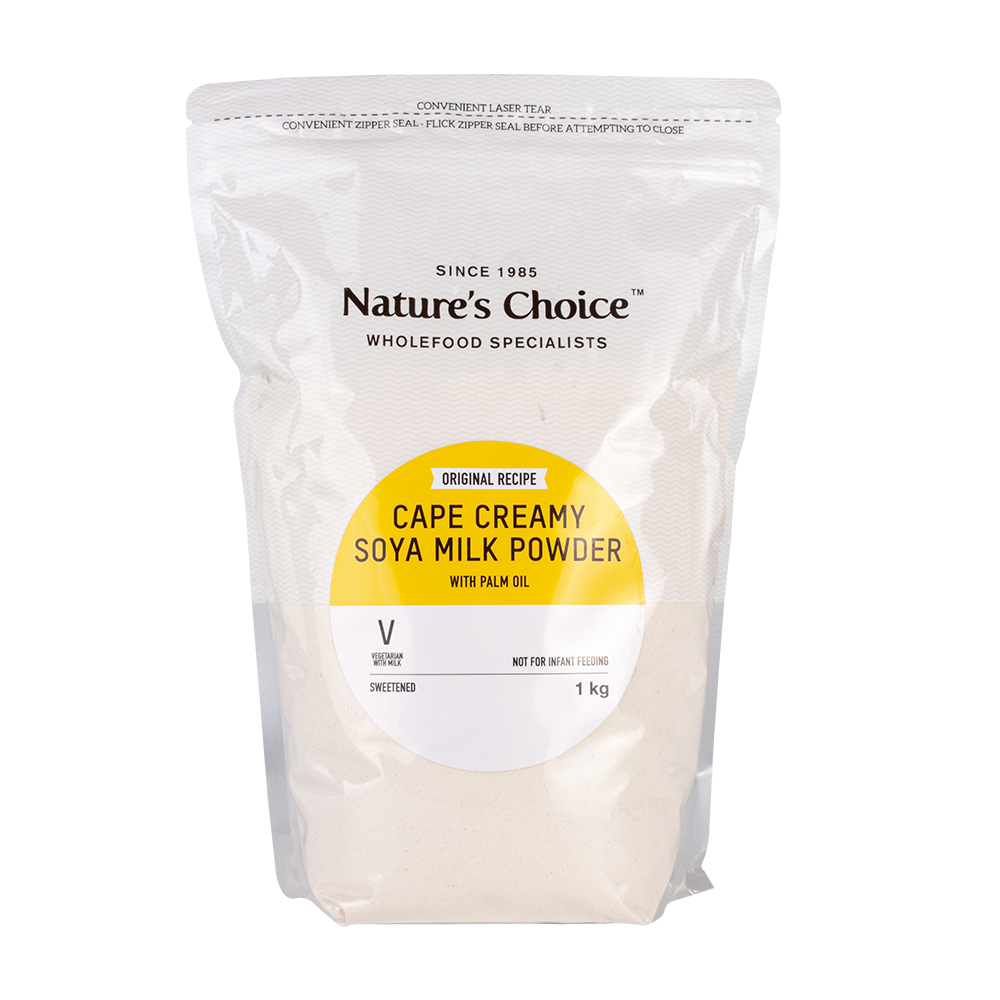 CONVENIENT LASER TEAR
CONVENIENT ZIPPER SEAL · FLICK ZIPPER SEAL BEFORE ATTEMPTING TO CLOSE
SINCE 1985
Nature's Choice™
WHOLEFOOD SPECIALISTS
ORIGINAL RECIPE
CAPE CREAMY
SOYA MILK POWDER
WITH PALM OIL
V
VEGETARIAN
WITH MILK
NOT FOR INFANT FEEDING
SWEETENED
1 kg